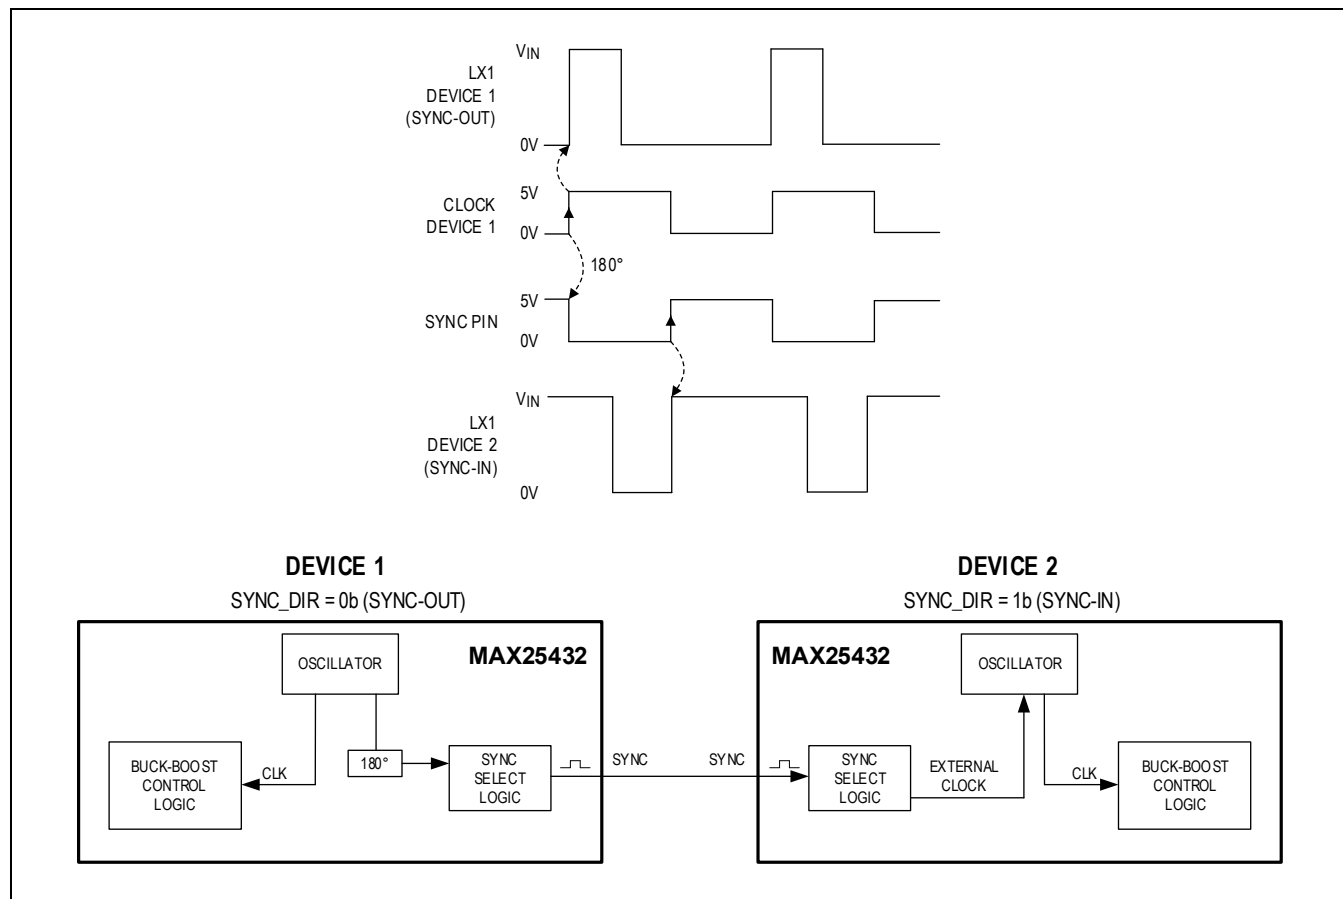 VIN
LX1
DEVICE 1
(SYNC-OUT)
0V
5V
CLOCK
DEVICE 1
0V
180°
5V
SYNC PIN
0V
VIN
LX1
DEVICE 2
(SYNC-IN)
0V
DEVICE 1
SYNC_DIR = 0b (SYNC-OUT)
MAX25432
OSCILLATOR
BUCK-BOOST
CONTROL
LOGIC
CLK
180°
SYNC
SELECT
LOGIC
SYNC
DEVICE 2
SYNC_DIR = 1b (SYNC-IN)
MAX25432
OSCILLATOR
SYNC
SYNC
SELECT
LOGIC
EXTERNAL
CLOCK
CLK
BUCK-BOOST
CONTROL
LOGIC